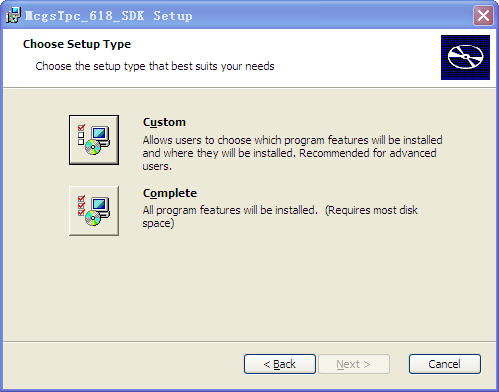 McgsTpc_618_SDK Setup
Choose Setup Type
Choose the setup type that best suits your needs
Custom
Allows users to choose which program features will be installed
and where they will be installed. Recommended for advanced
users.
Complete
All program features will be installed.  (Requires most disk
space)
< Back
Next >
Cancel